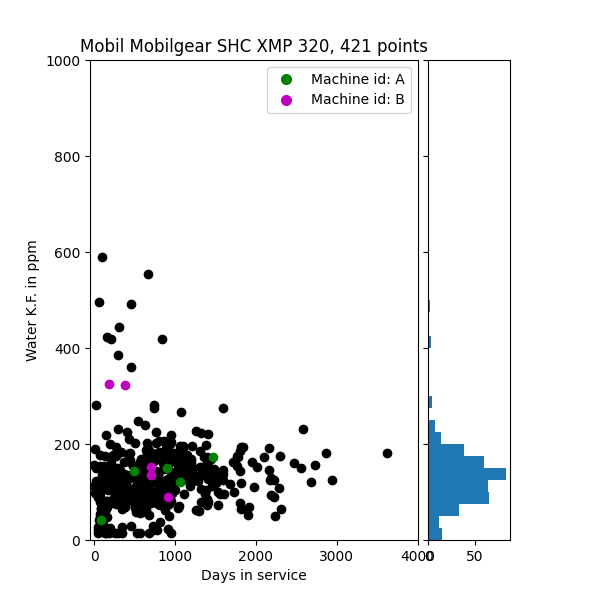 Mobil Mobilgear SHC XMP 320, 421 points
Machine id: A
Machine id: B
Water K.F. in ppm
1000
800
600
400
200
0
0 1000 2000 3000 4000
0 50
Days in service